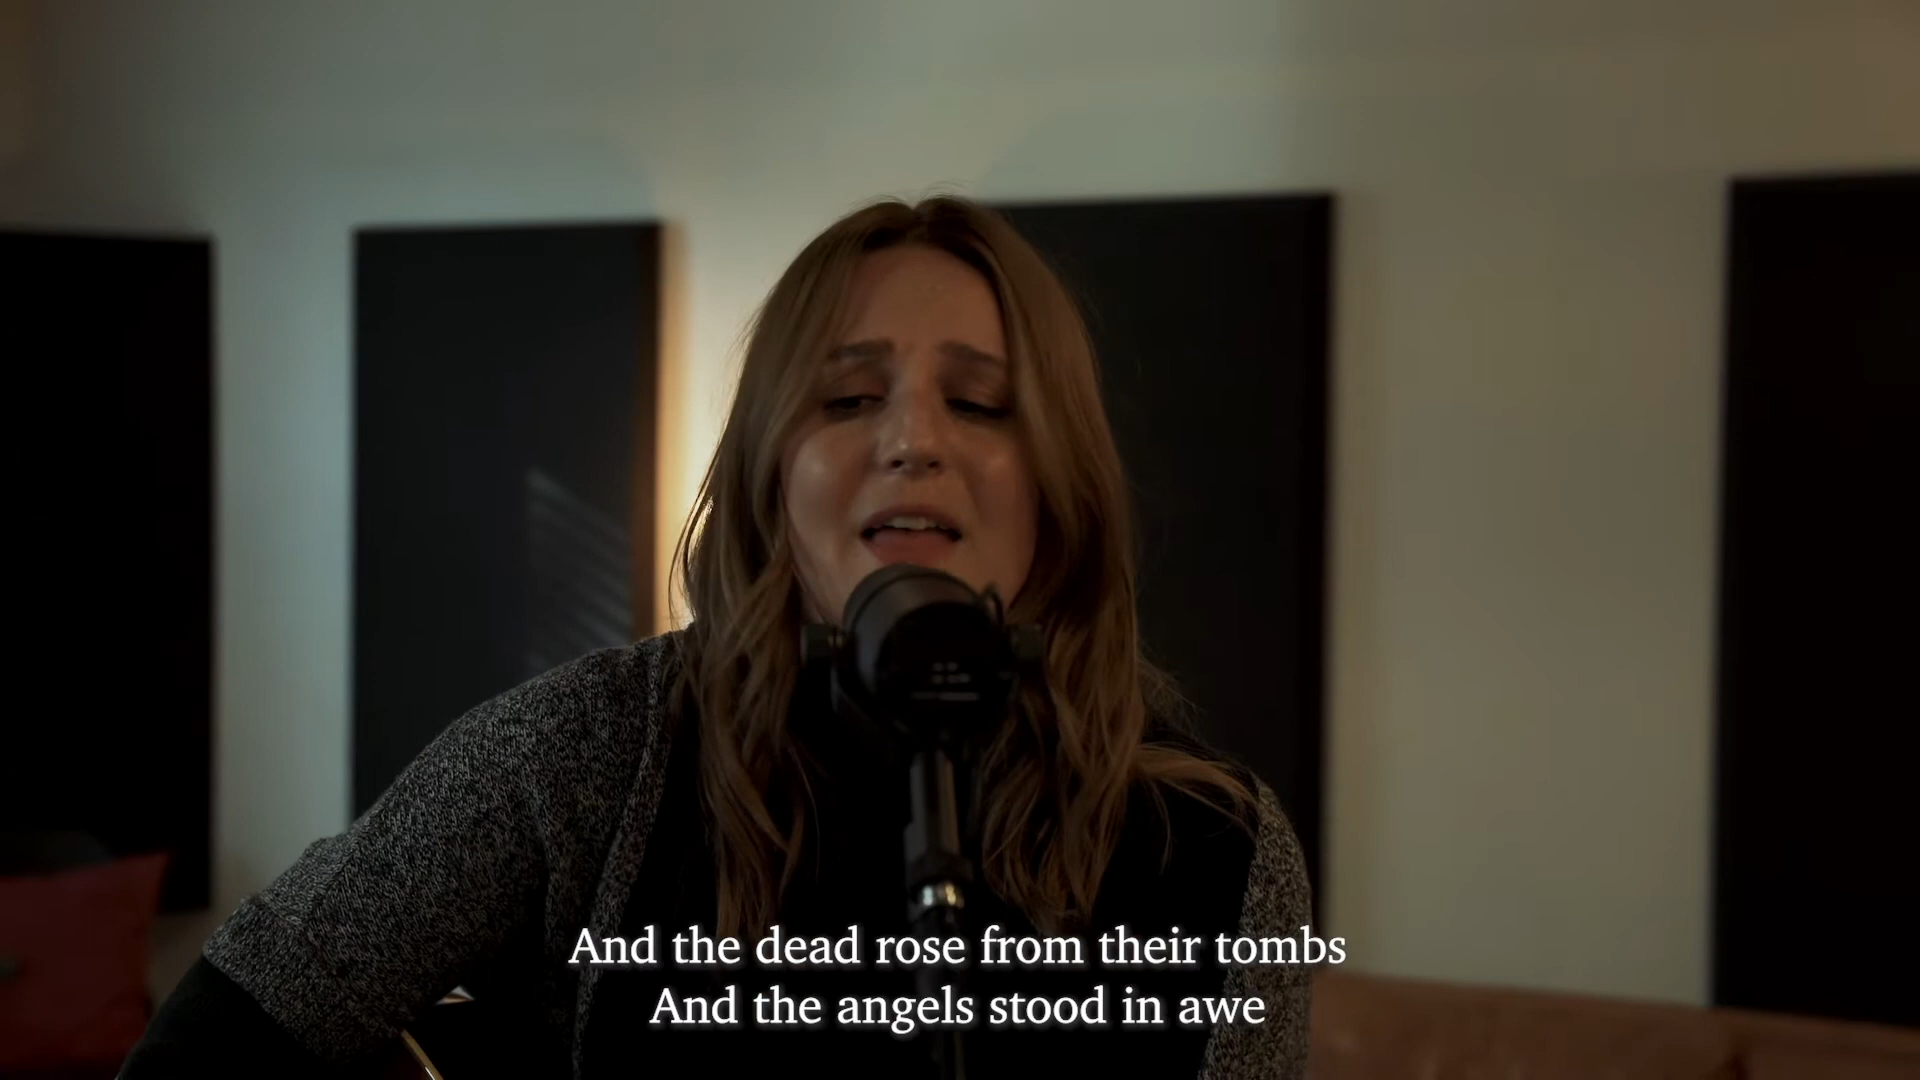 And the dead rose from their tombs
And the angels stood in awe